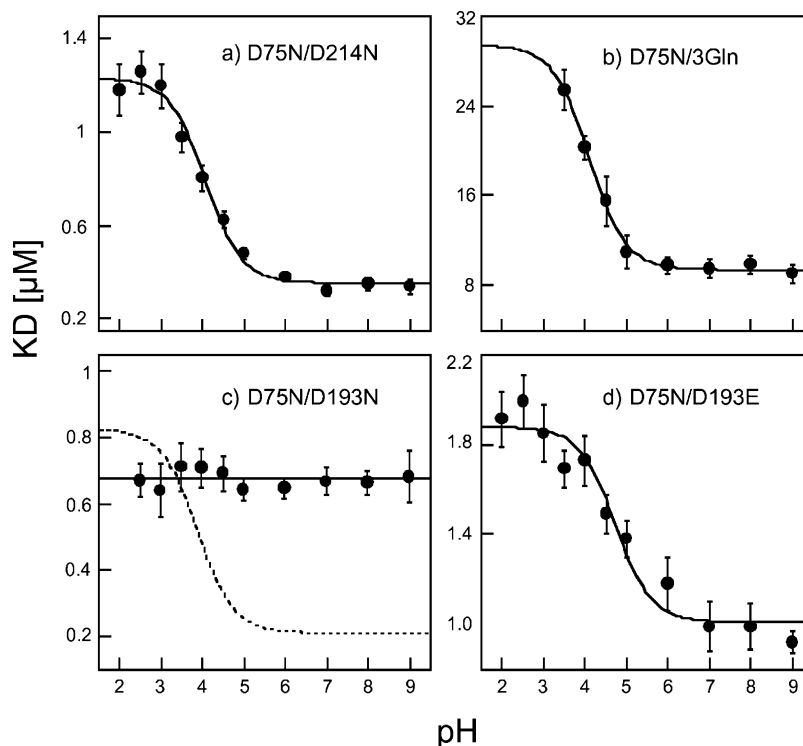 a) D75N/D214N
1.4
1
0.6
0.2
b) D75N/3Gln
32
24
16
8
KD [µM]
c) D75N/D193N
1
0.8
0.6
0.4
0.2
2 3 4 5 6 7 8 9
d) D75N/D193E
2.2
1.8
1.4
1.0
2 3 4 5 6 7 8 9
pH